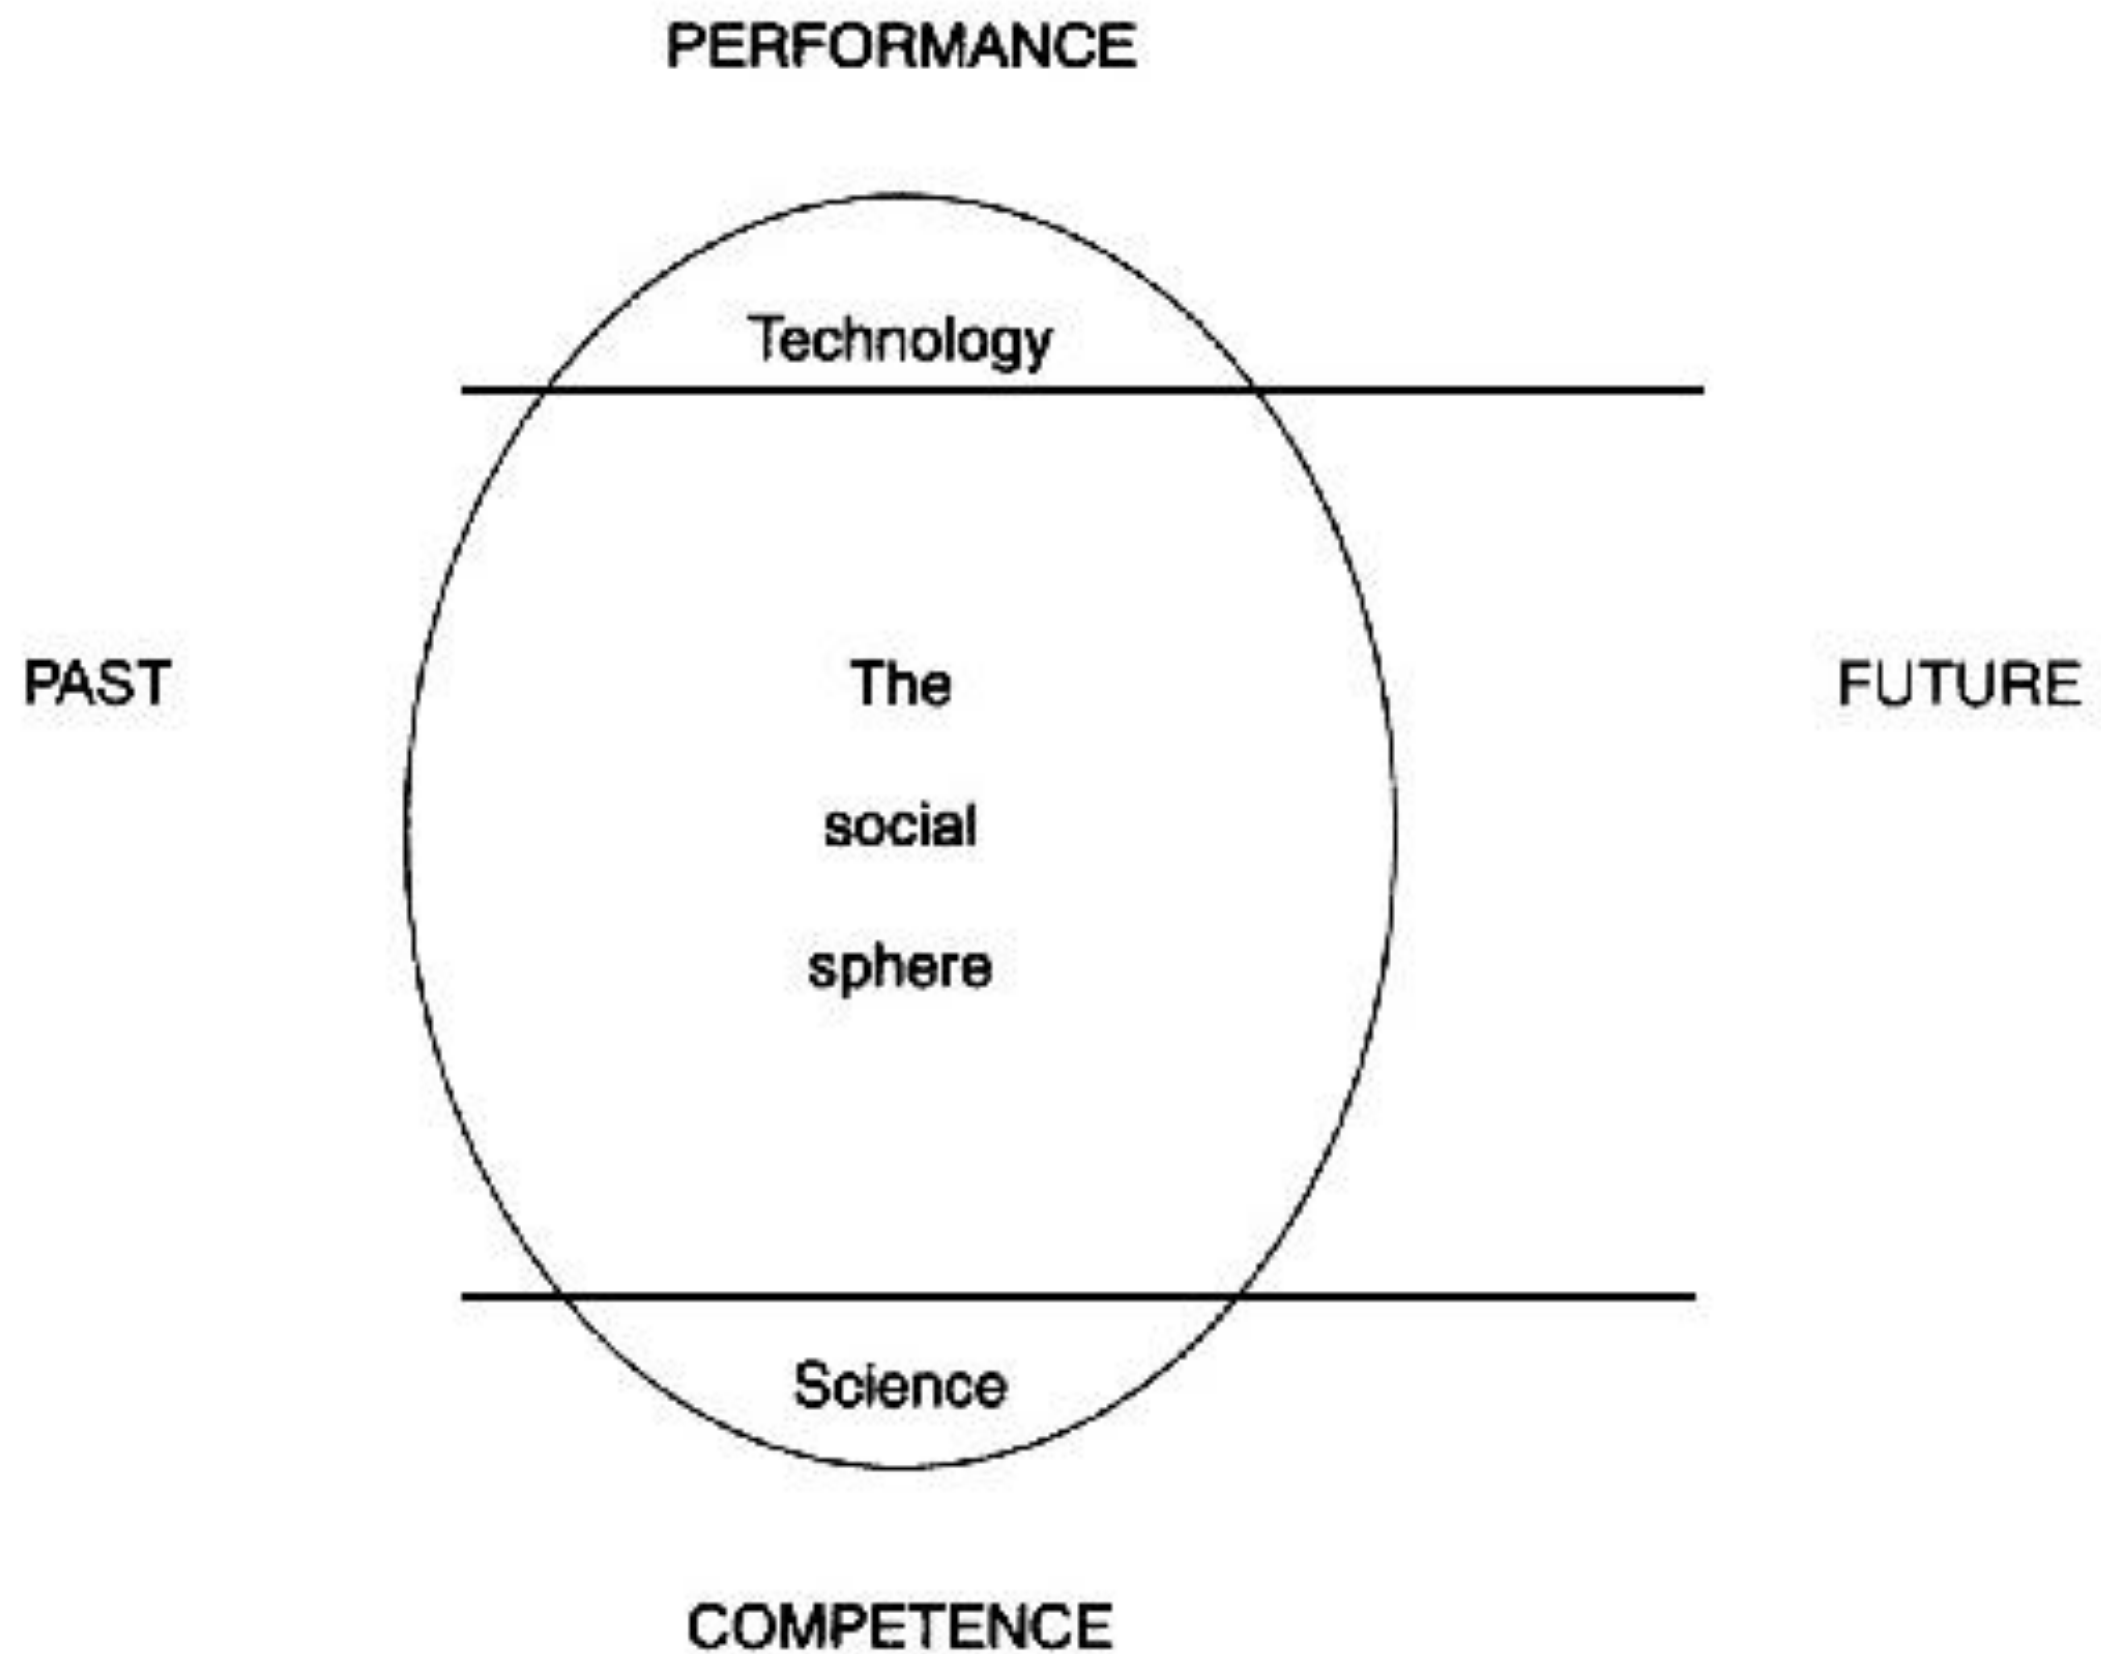 PERFORMANCE
Technology
PAST
The
FUTURE
social
sphere
Science
COMPETENCE